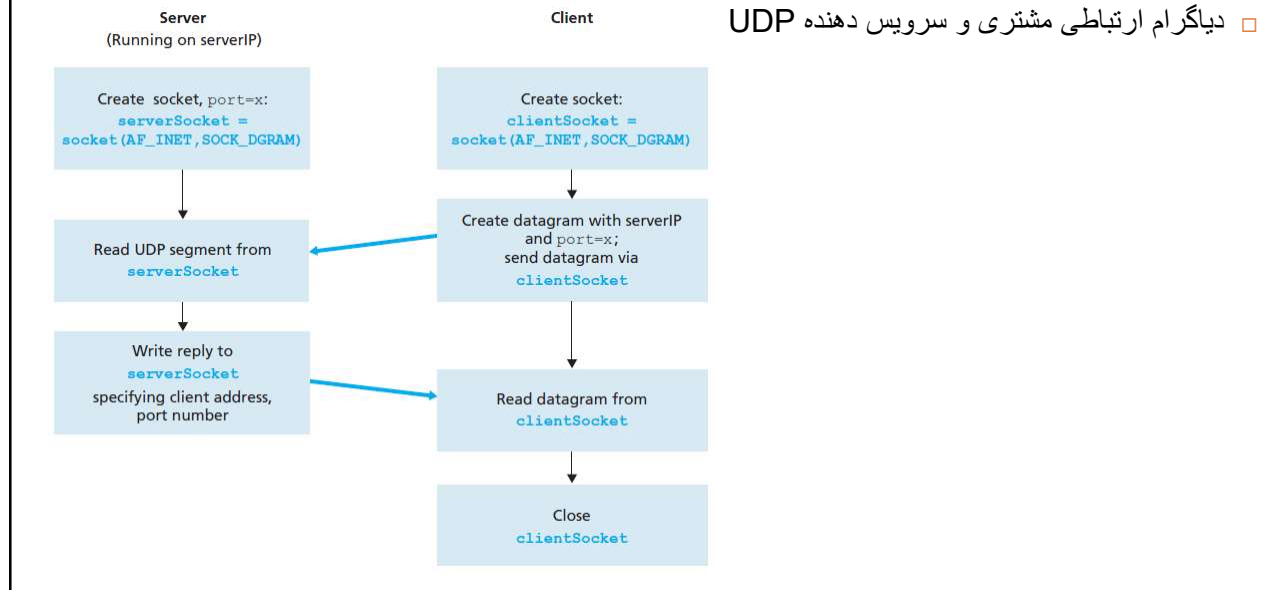 دیاگرام ارتباطی مشتری و سرویس دهنده UDP
Server
(Running on serverIP)
Create socket, port=x:
serverSocket =
socket(AF_INET,SOCK_DGRAM)
Read UDP segment from
serverSocket
Write reply to
serverSocket
specifying client address,
port number
Client
Create socket:
clientSocket =
socket(AF_INET,SOCK_DGRAM)
Create datagram with serverIP
and port=x;
send datagram via
clientSocket
Read datagram from
clientSocket
Close
clientSocket